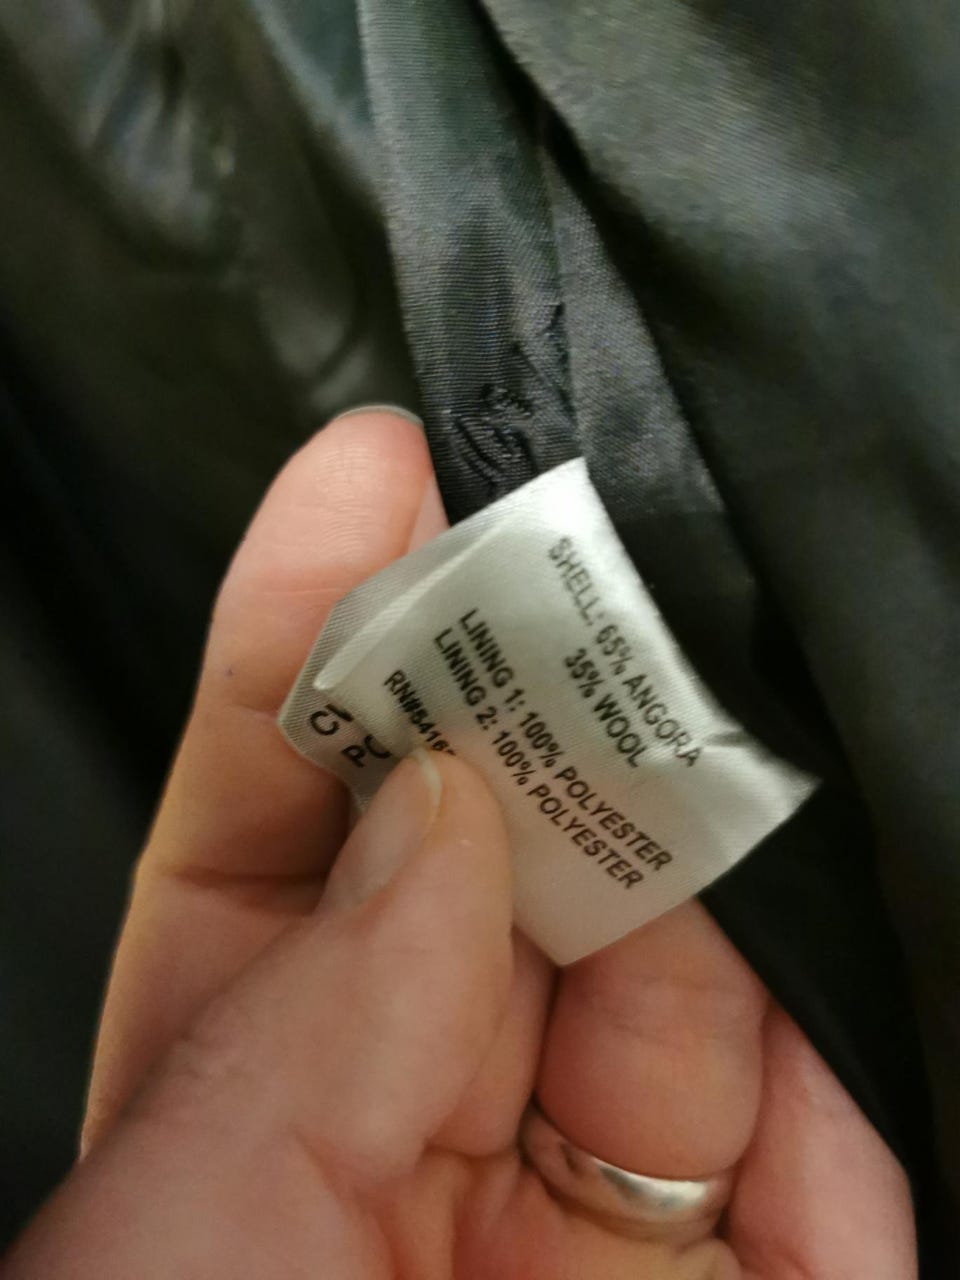 SHELL: 65% ANGORA
35% WOOL
LINING 1: 100% POLYESTER
LINING 2: 100% POLYESTER